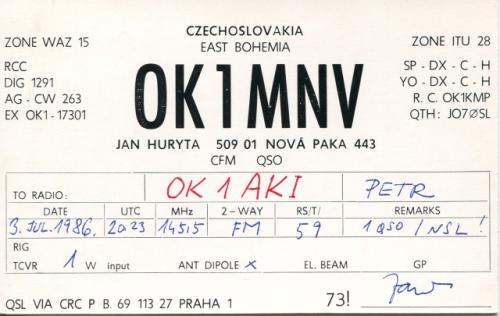 CZECHOSLOVAKIA
EAST BOHEMIA
ZONE WAZ 15
ZONE ITU 28
RCC
DIG 1291
AG - CW 263
EX OK1 - 17301
OK1MNV
SP - DX - C - H
YO - DX - C - H
R. C. OK1KMP
QTH: JO7ØSL
JAN HURYTA 509 01 NOVÁ PAKA 443
CFM QSO
TO RADIO: OK1AKI PETR
DATE UTC MHz 2-WAY RS/T/ REMARKS
3. JUL. 1986. 2023 145,5 FM 59 1 QSO / NSL !
RIG
TCVR 1 W input ANT DIPOLE x EL. BEAM GP
QSL VIA CRC P B. 69 113 27 PRAHA 1 73! Jan